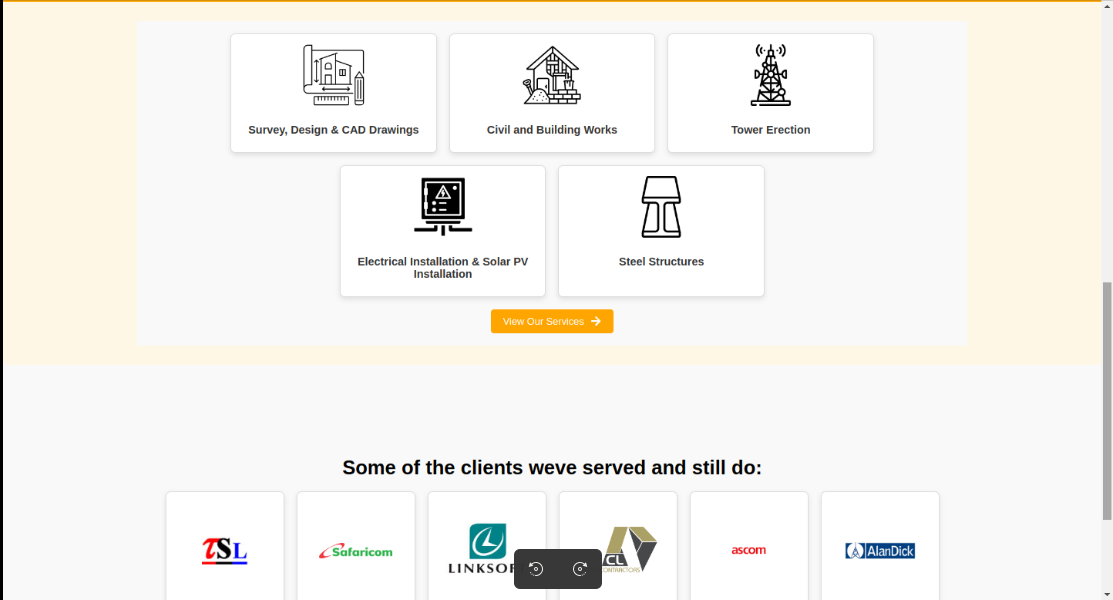 Survey, Design & CAD Drawings
Civil and Building Works
Tower Erection
Electrical Installation & Solar PV
Installation
Steel Structures
View Our Services
Some of the clients weve served and still do:
TSL
Safaricom
LINKSOF
CL
CONTRACTORS
ascom
AlanDick